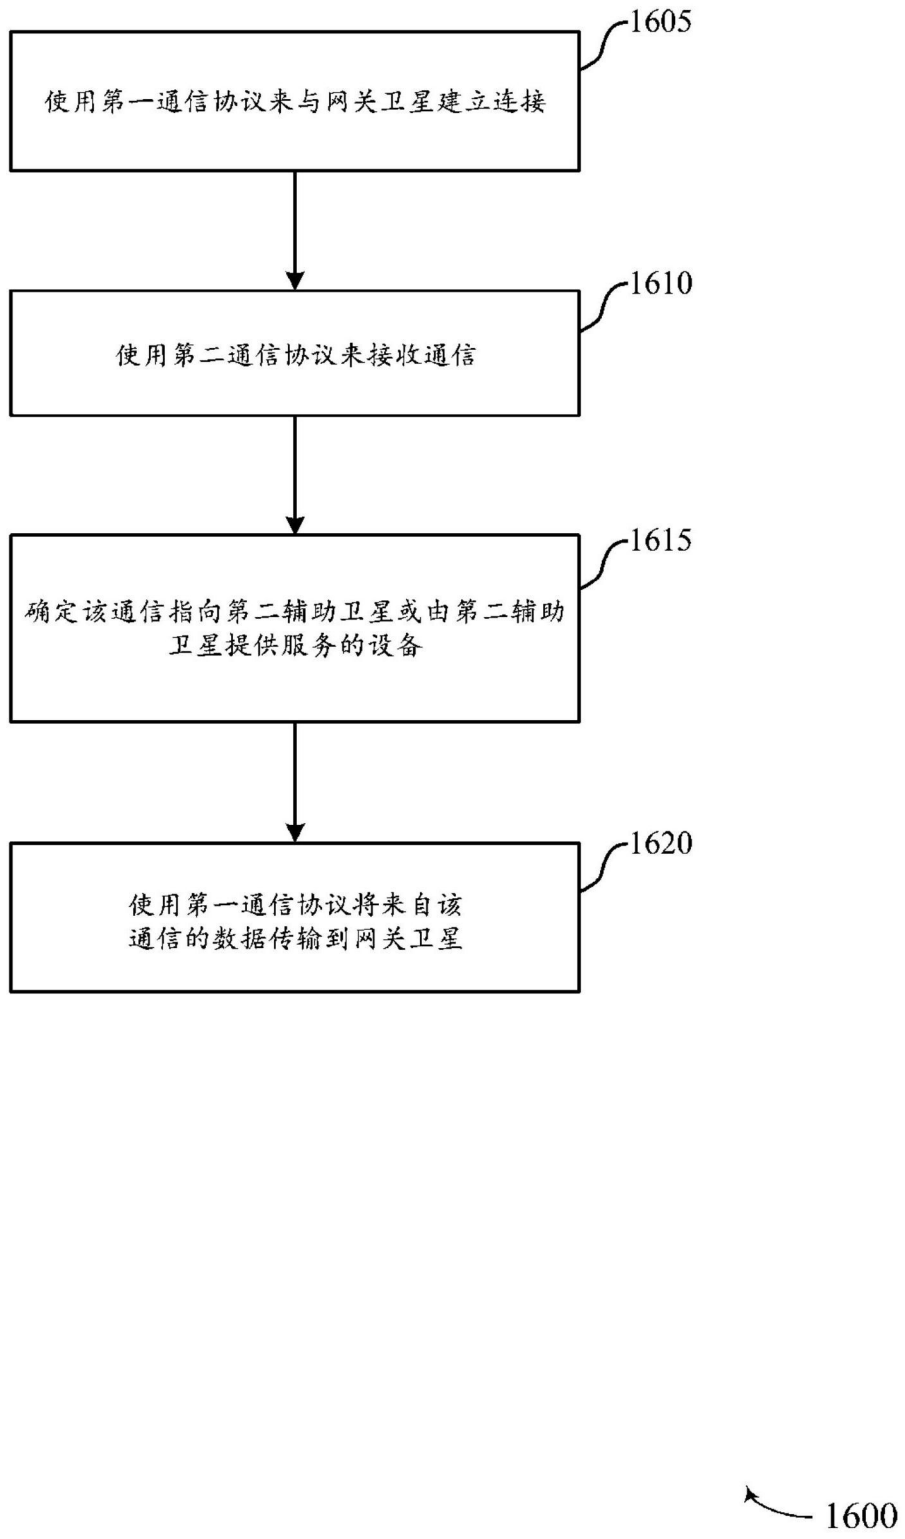 1605
使用第一通信协议来与网关卫星建立连接
1610
使用第二通信协议来接收通信
1615
确定该通信指向第二辅助卫星或由第二辅助
卫星提供服务的设备
1620
使用第一通信协议将来自该
通信的数据传输到网关卫星
1600